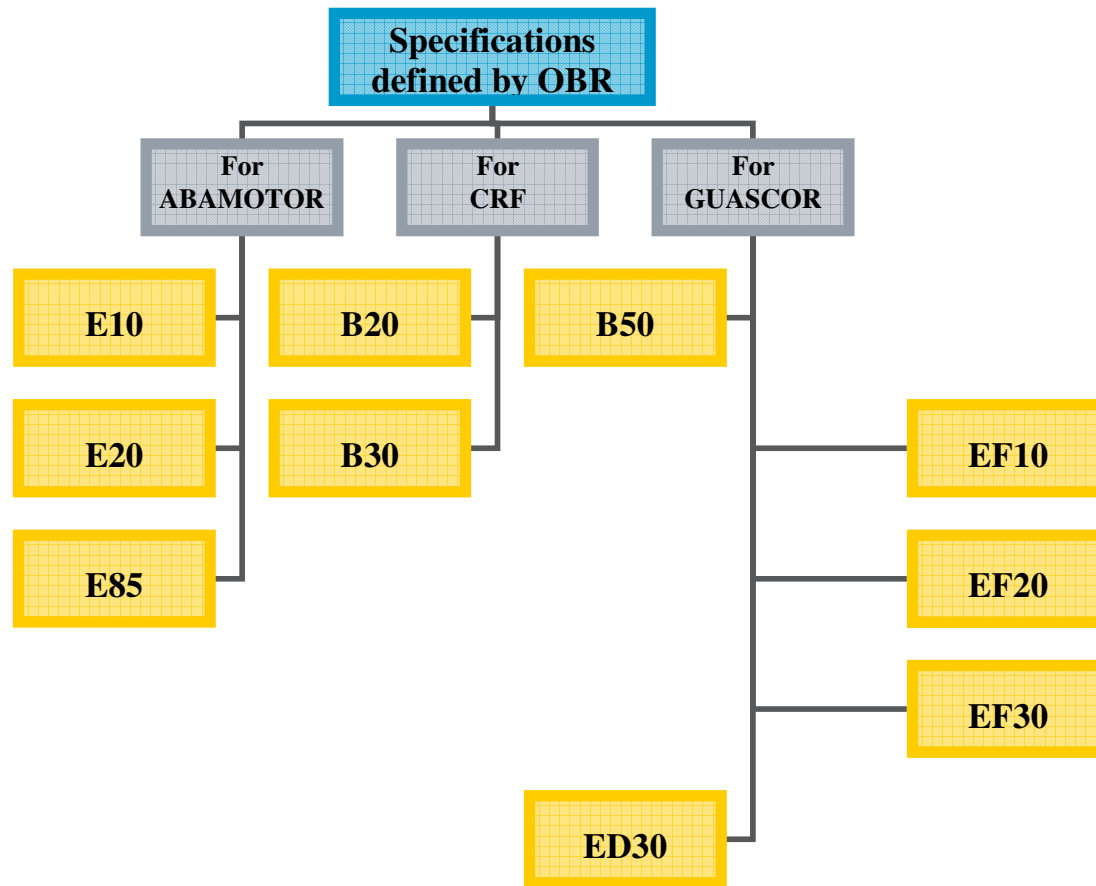 Specifications
defined by OBR
For
ABAMOTOR
For
CRF
For
GUASCOR
E10
B20
B50
E20
B30
EF10
E85
EF20
EF30
ED30